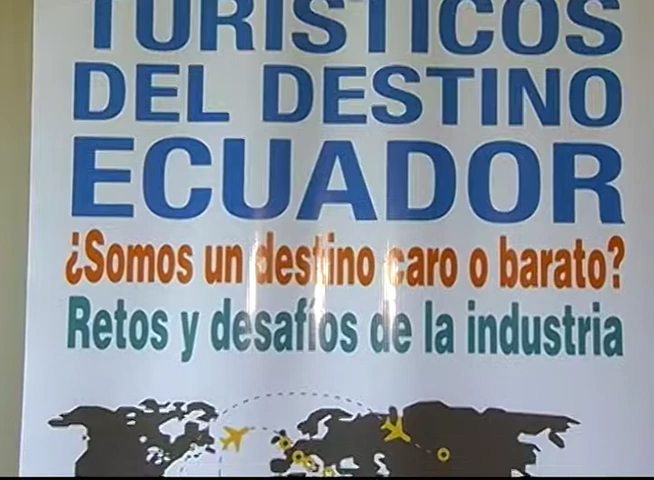 TURÍSTICOS
DEL DESTINO
ECUADOR
¿Somos un destino caro o barato?
Retos y desafíos de la industria